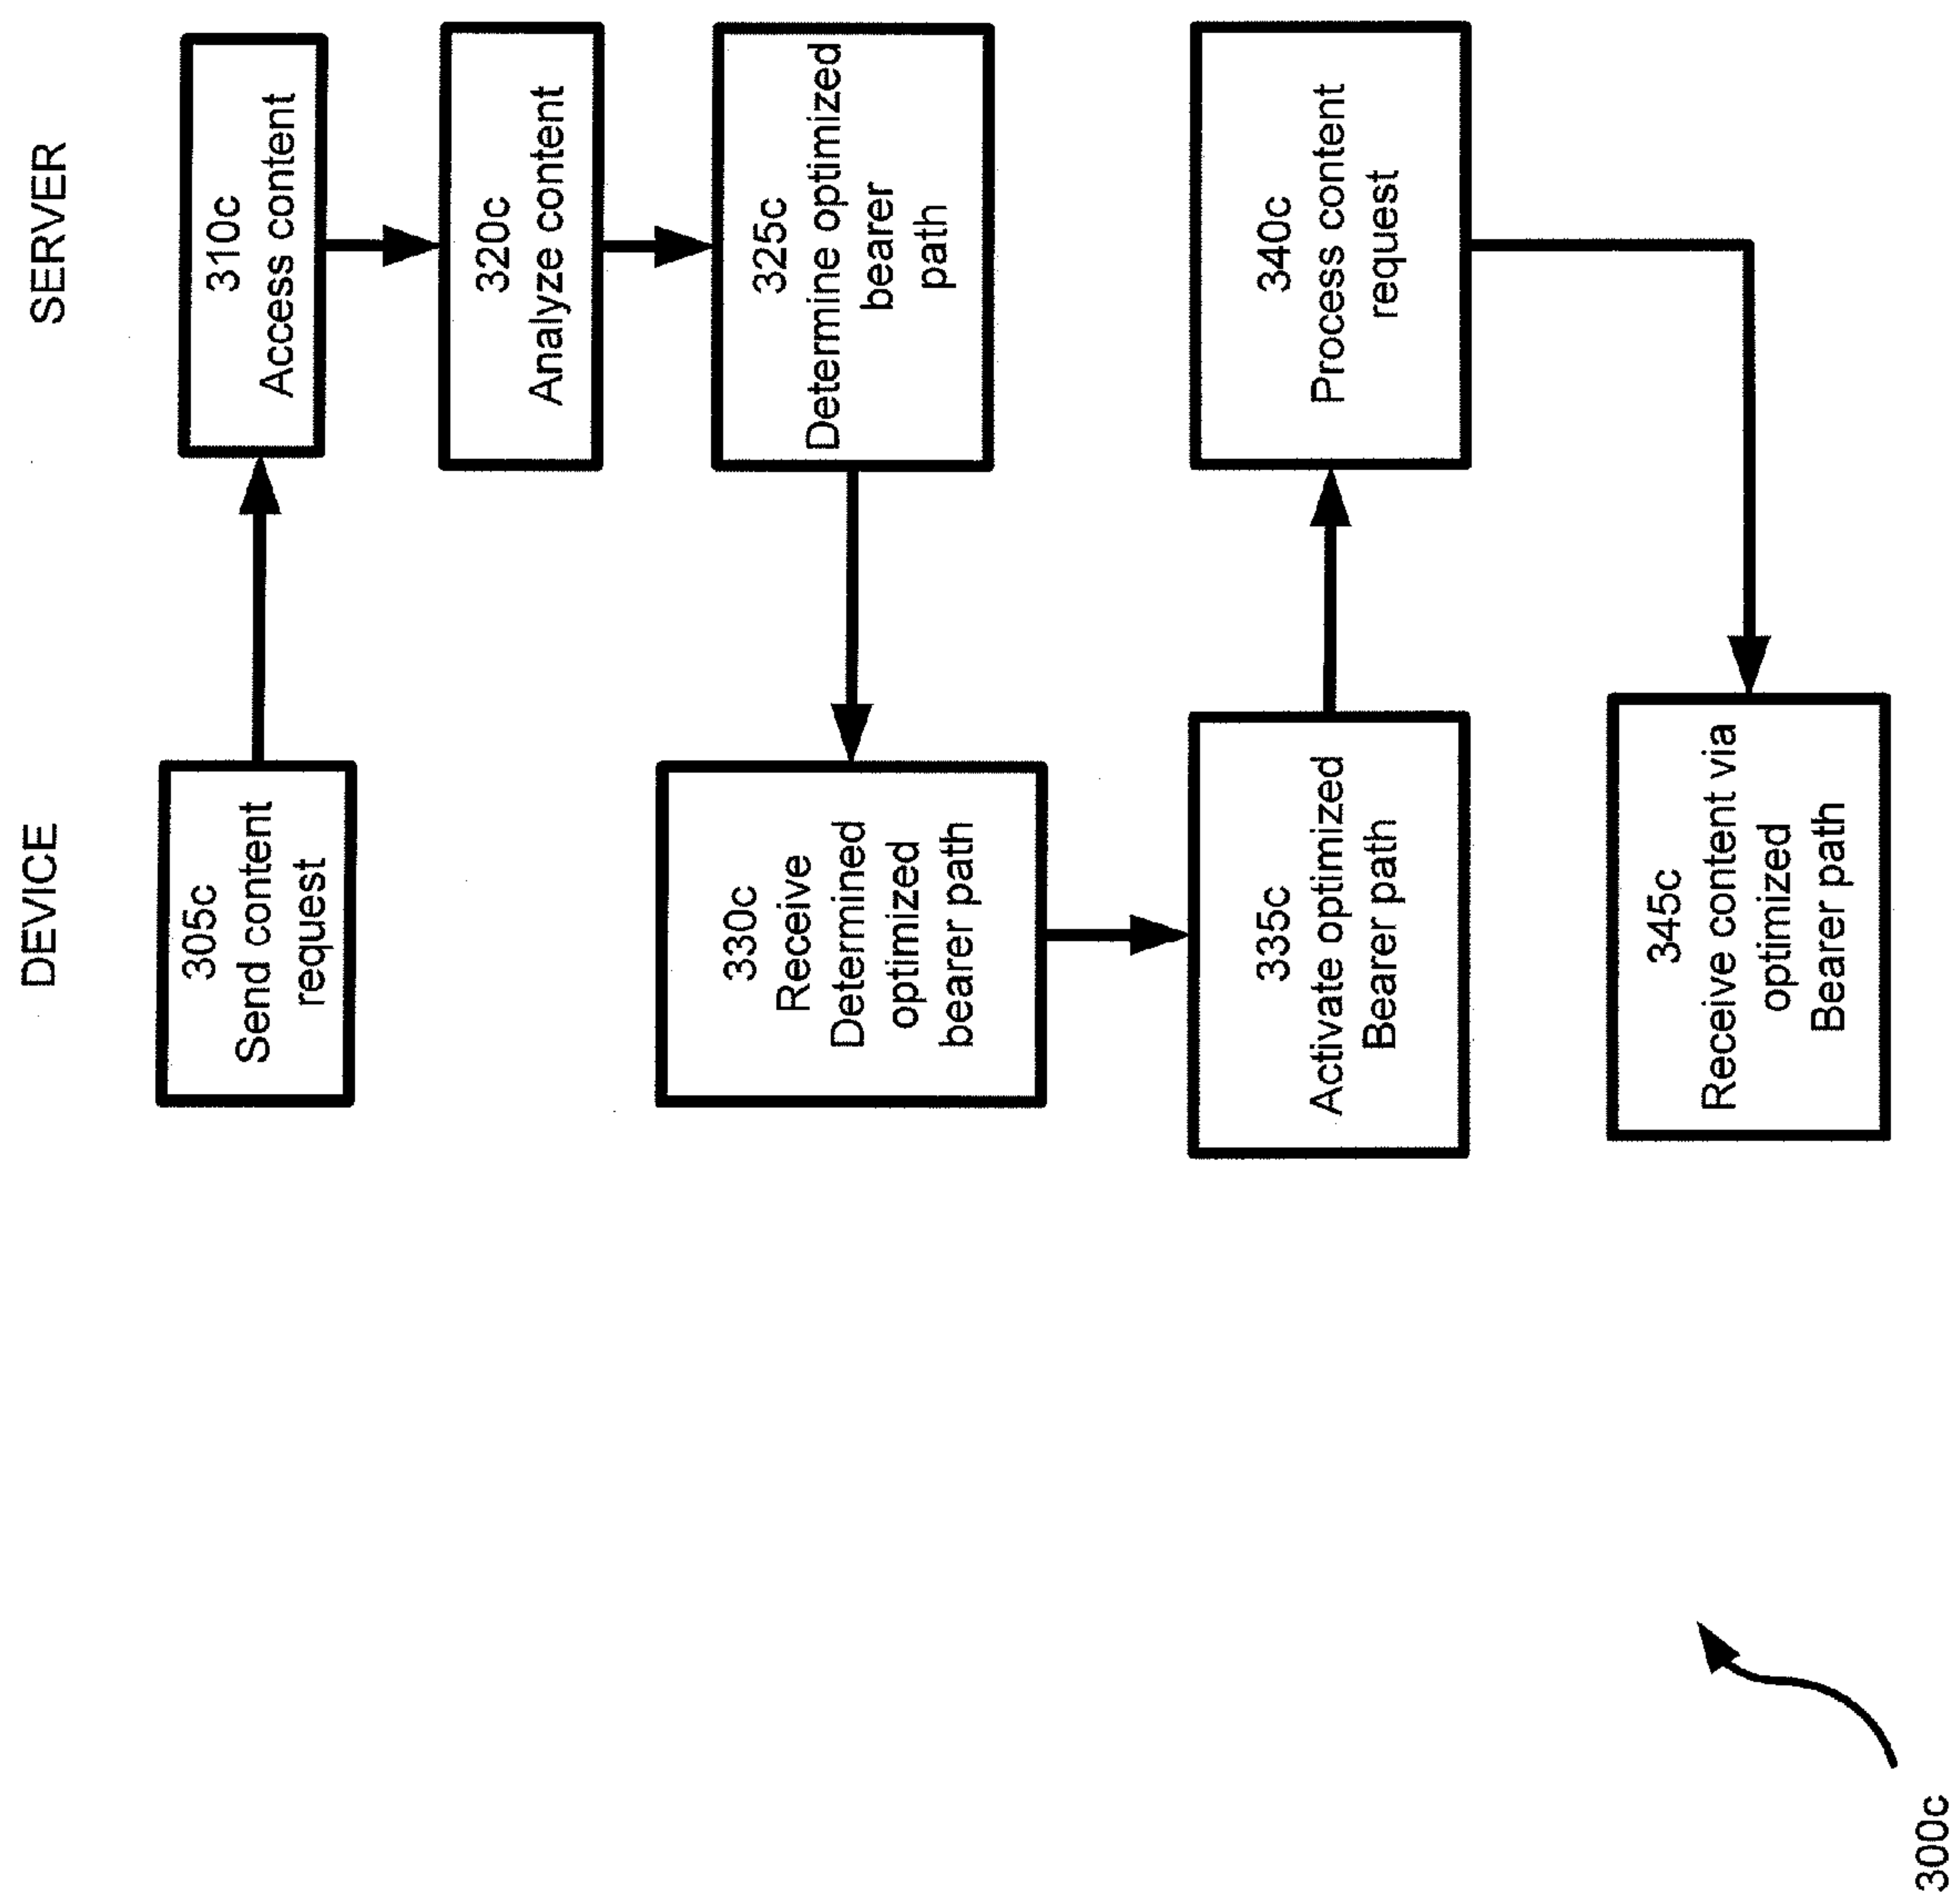 DEVICE
SERVER
305c
Send content
request
310c
Access content
320c
Analyze content
325c
Determine optimized
bearer
path
330c
Receive
Determined
optimized
bearer path
335c
Activate optimized
Bearer path
340c
Process content
request
345c
Receive content via
optimized
Bearer path
300c